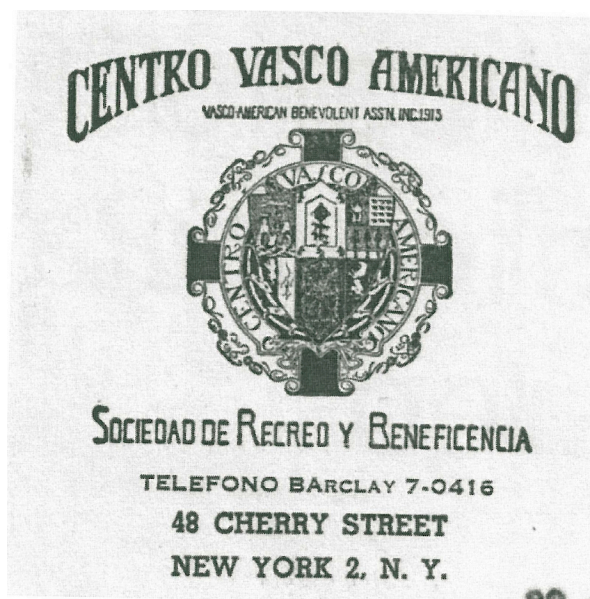 CENTRO VASCO AMERICANO
VASCO-AMERICAN BENEVOLENT ASS'N, INC. 1913
CENTRO VASCO AMERICANO
SOCIEDAD DE RECREO Y BENEFICENCIA
TELEFONO BARCLAY 7-0416
48 CHERRY STREET
NEW YORK 2, N. Y.